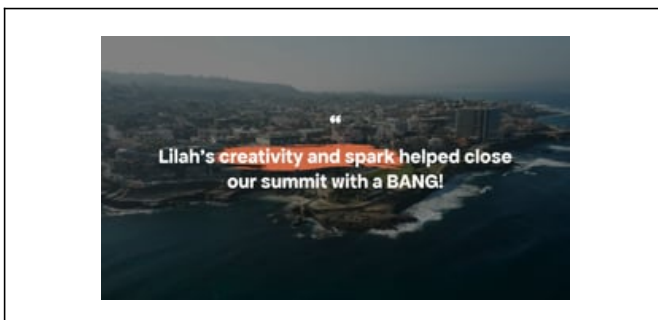 “
Lilah’s creativity and spark helped close
our summit with a BANG!